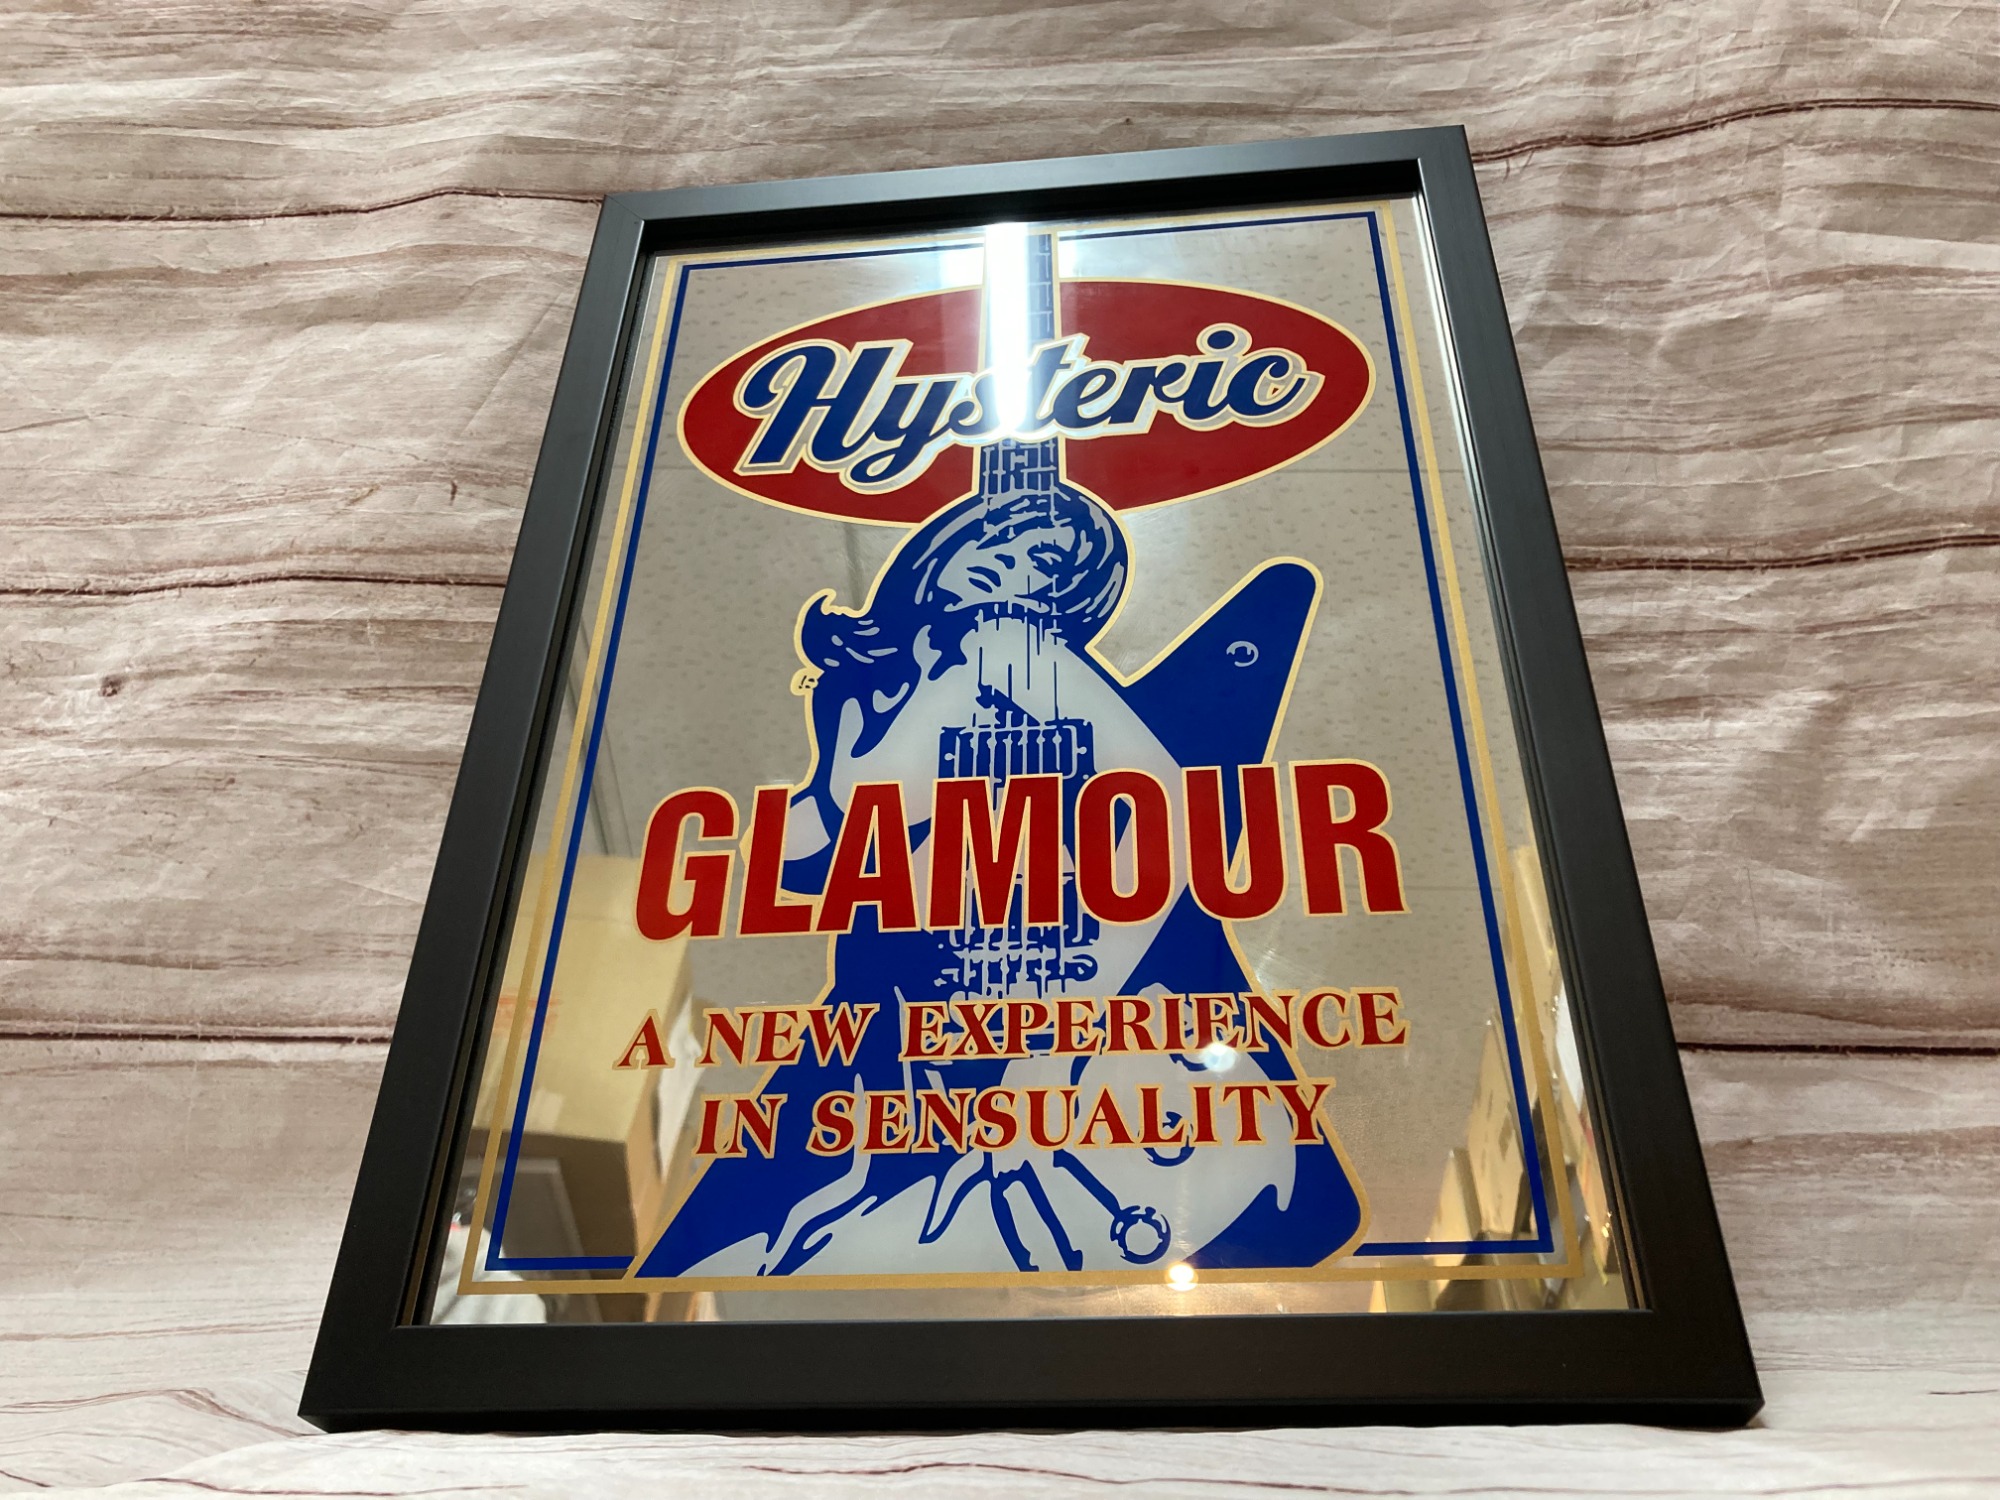 Hysteric
GLAMOUR
A NEW EXPERIENCE
IN SENSUALITY